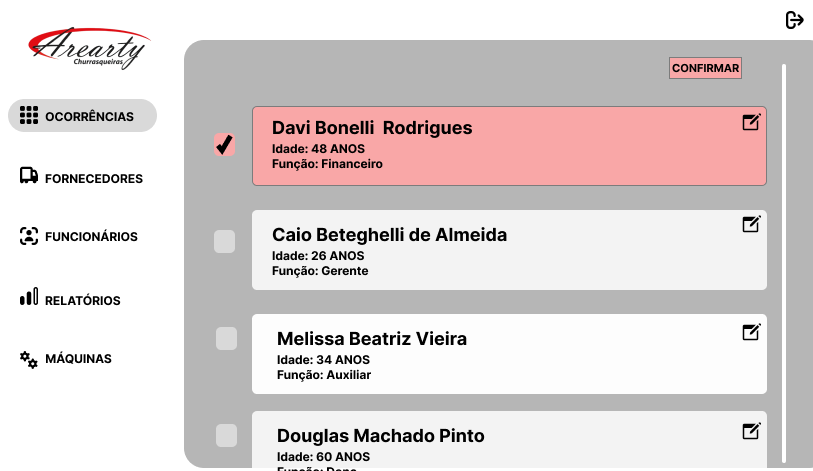 Arearty
Churrasqueiras
CONFIRMAR
OCORRÊNCIAS
FORNECEDORES
FUNCIONÁRIOS
RELATÓRIOS
MÁQUINAS
Davi Bonelli  Rodrigues
Idade: 48 ANOS
Função: Financeiro
Caio Beteghelli de Almeida
Idade: 26 ANOS
Função: Gerente
Melissa Beatriz Vieira
Idade: 34 ANOS
Função: Auxiliar
Douglas Machado Pinto
Idade: 60 ANOS
Função: Dono